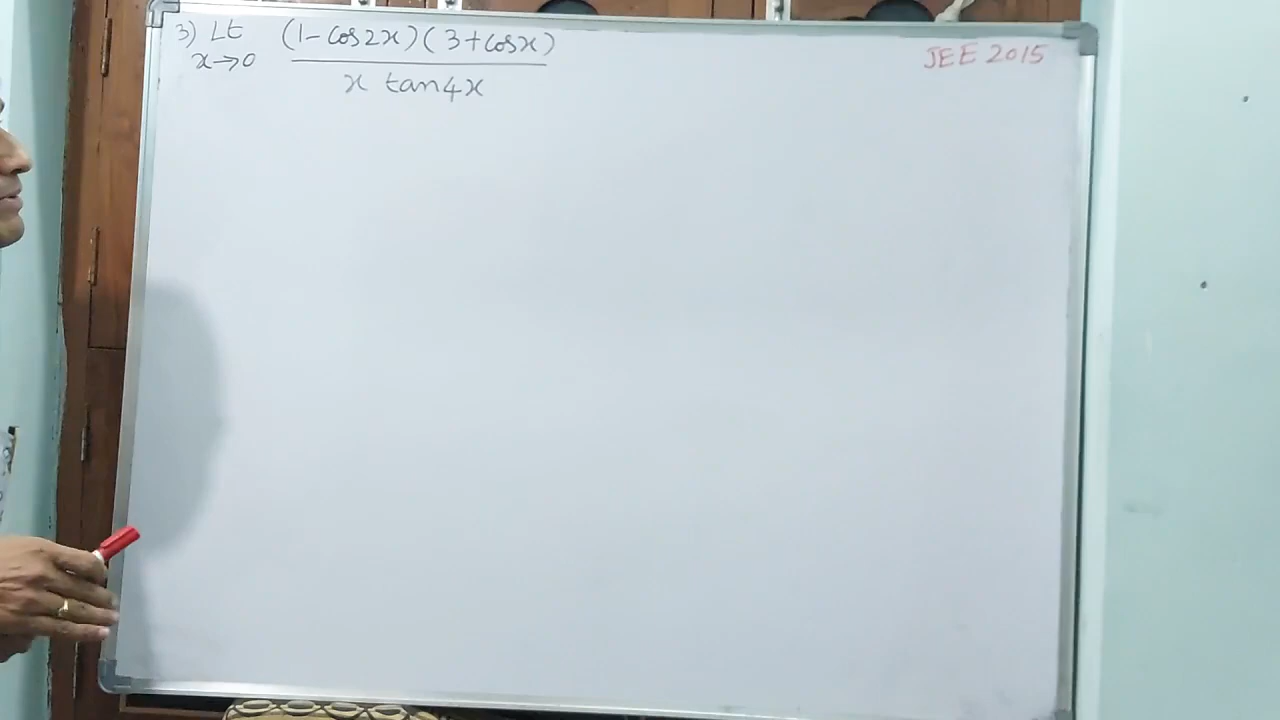 3) Lt (1-cos2x)(3+cosx)
x→0
x tan4x
JEE 2015